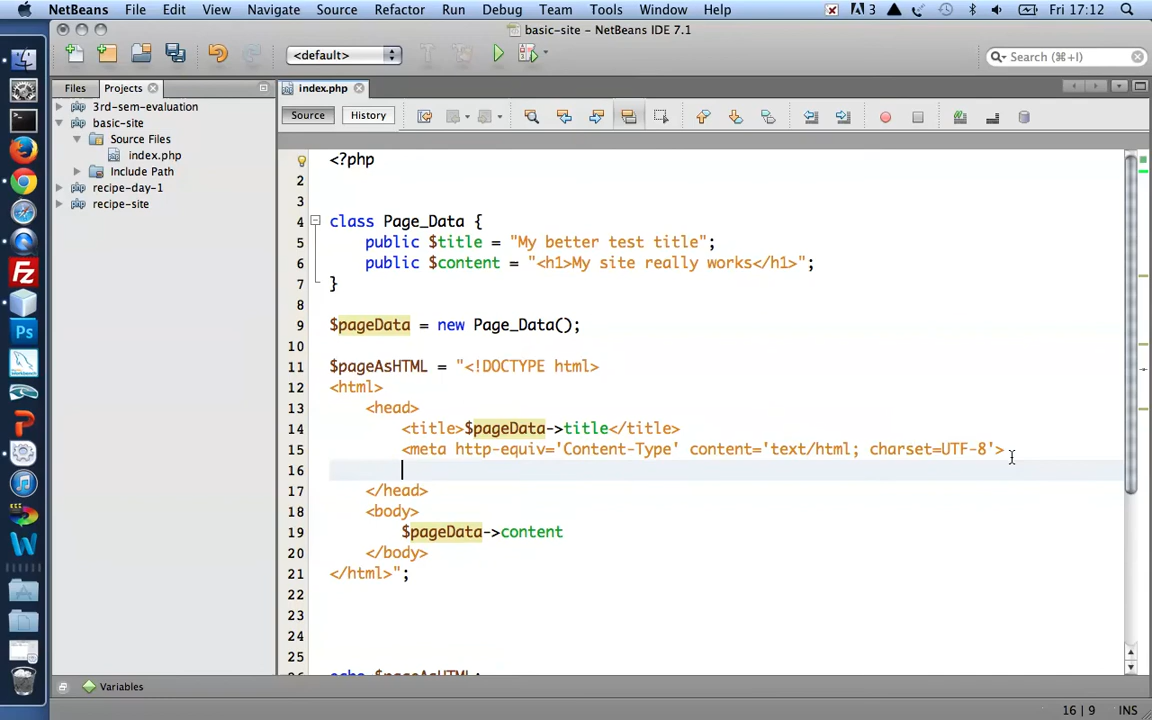 NetBeans File Edit View Navigate Source Refactor Run Debug Team Tools Window Help 3 Fri 17:12
basic-site - NetBeans IDE 7.1
<default> Search (⌘+I)
Files Projects index.php
Source History
3rd-sem-evaluation
basic-site
Source Files
index.php
Include Path
recipe-day-1
recipe-site
<?php
2
3
4 class Page_Data {
5 public $title = "My better test title";
6 public $content = "<h1>My site really works</h1>";
7 }
8
9 $pageData = new Page_Data();
10
11 $pageAsHTML = "<!DOCTYPE html>
12 <html>
13 <head>
14 <title>$pageData->title</title>
15 <meta http-equiv='Content-Type' content='text/html; charset=UTF-8'>
16
17 </head>
18 <body>
19 $pageData->content
20 </body>
21 </html>";
22
23
24
25
26 echo $pageAsHTML;
Variables
16 | 9 INS